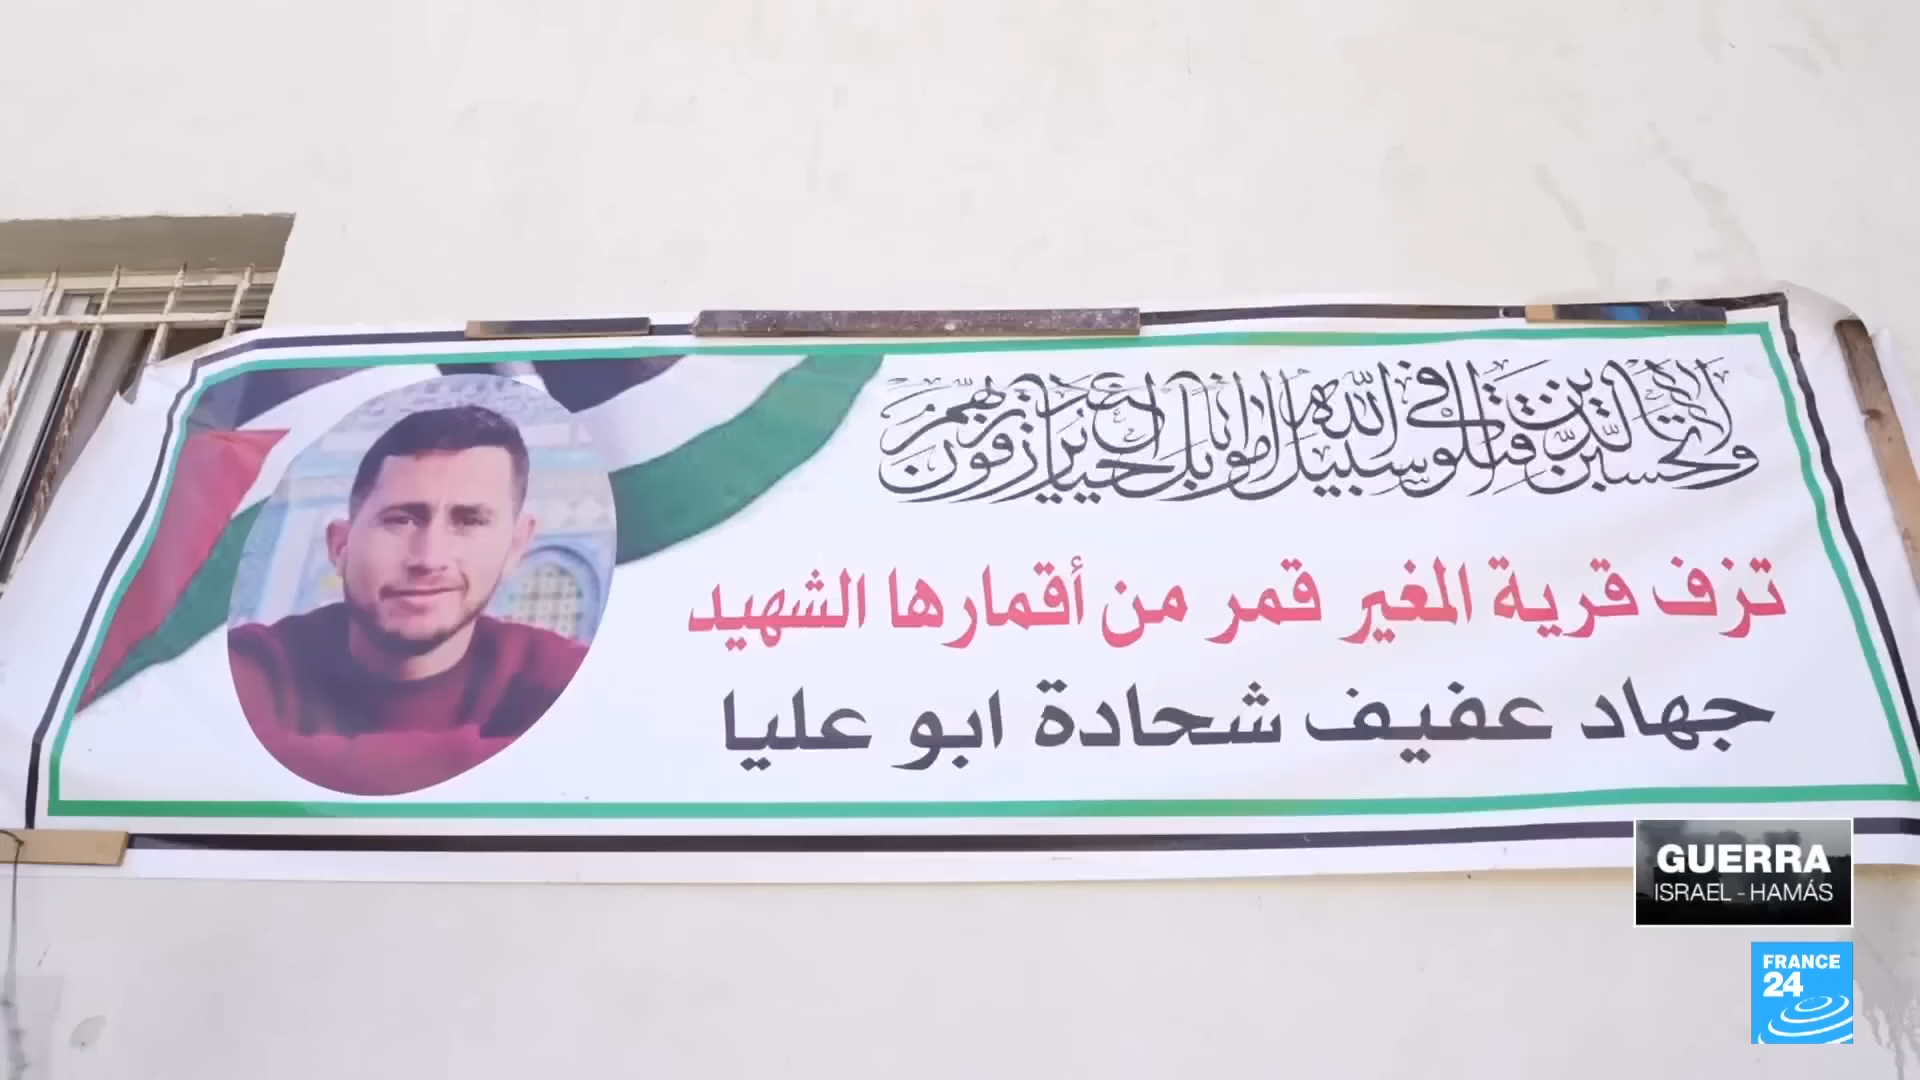 ولا تحسبن الذين قتلوا في سبيل الله أمواتا بل أحياء عند ربهم يرزقون
تزف قرية المغير قمر من أقمارها الشهيد
جهاد عفيف شحادة ابو عليا
GUERRA
ISRAEL - HAMÁS
FRANCE
24